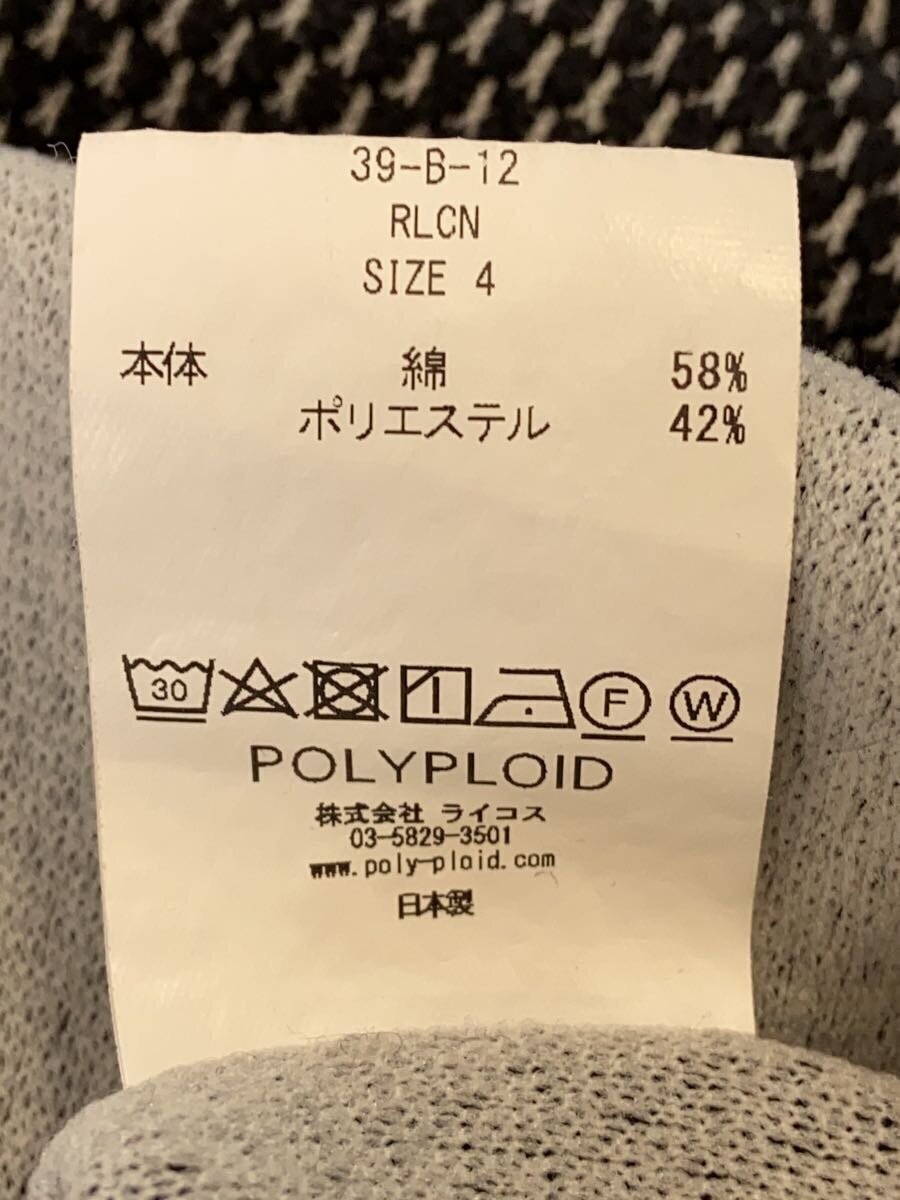 39-B-12
RLCN
SIZE 4
本体 綿 58%
ポリエステル 42%
30 F W
POLYPLOID
株式会社 ライコス
03-5829-3501
www.poly-ploid.com
日本製